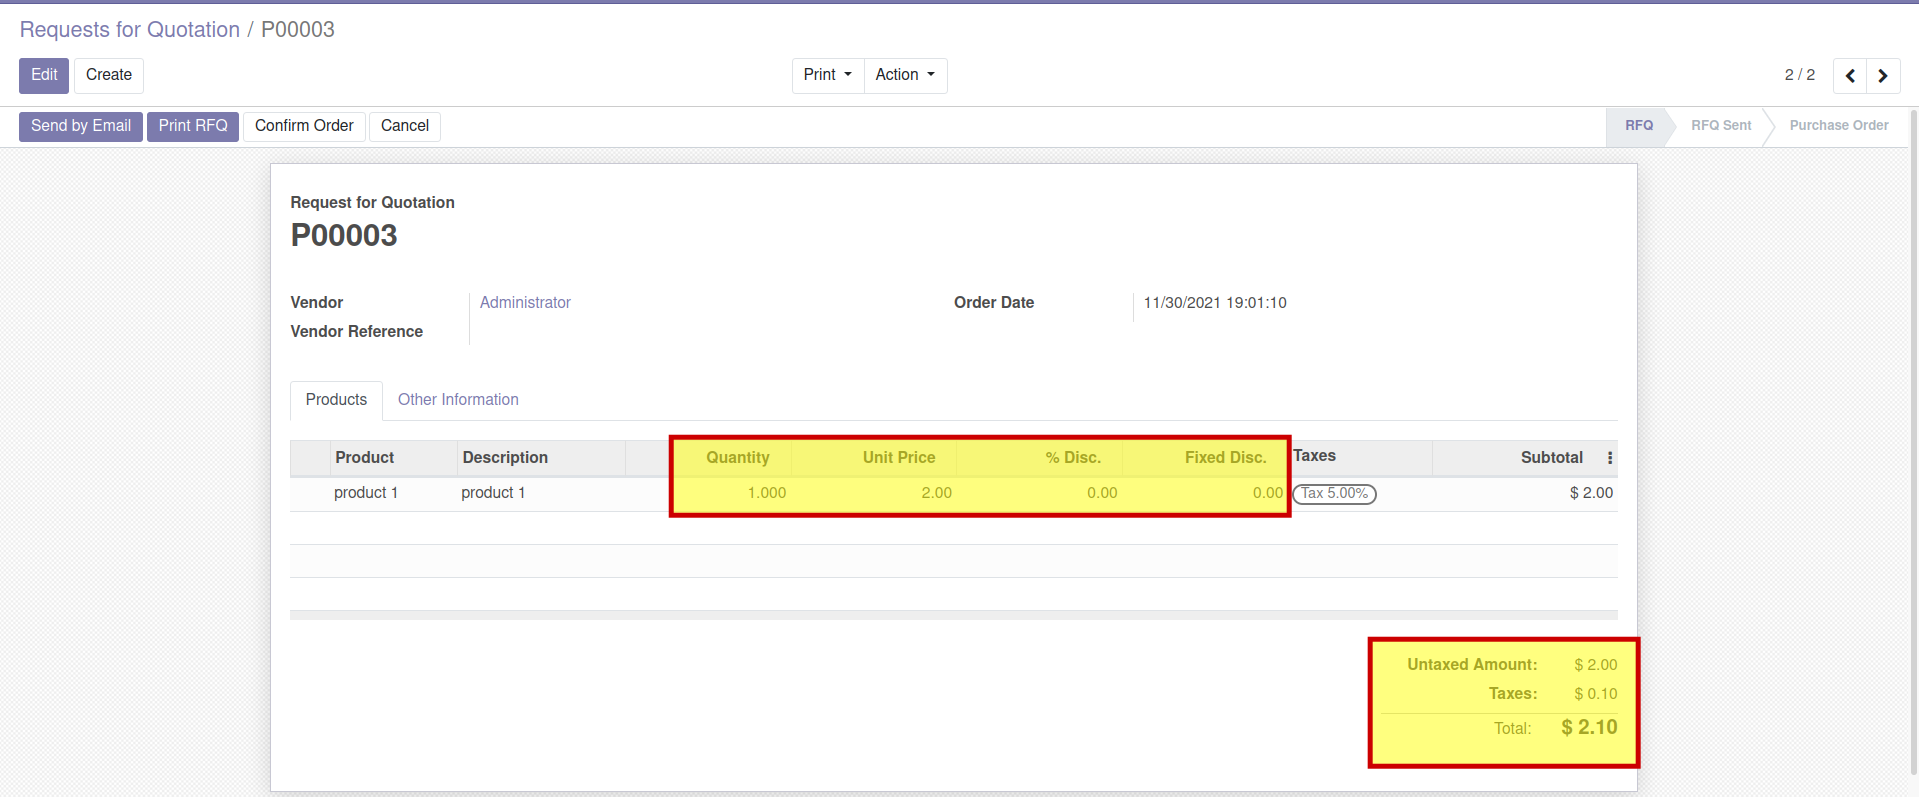 Requests for Quotation / P00003
Edit Create Print Action 2 / 2
Send by Email Print RFQ Confirm Order Cancel RFQ RFQ Sent Purchase Order
Request for Quotation
P00003
Vendor Administrator Order Date 11/30/2021 19:01:10
Vendor Reference
Products Other Information
Product Description Quantity Unit Price % Disc. Fixed Disc. Taxes Subtotal
product 1 product 1 1.000 2.00 0.00 0.00 Tax 5.00% $ 2.00
Untaxed Amount: $ 2.00
Taxes: $ 0.10
Total: $ 2.10